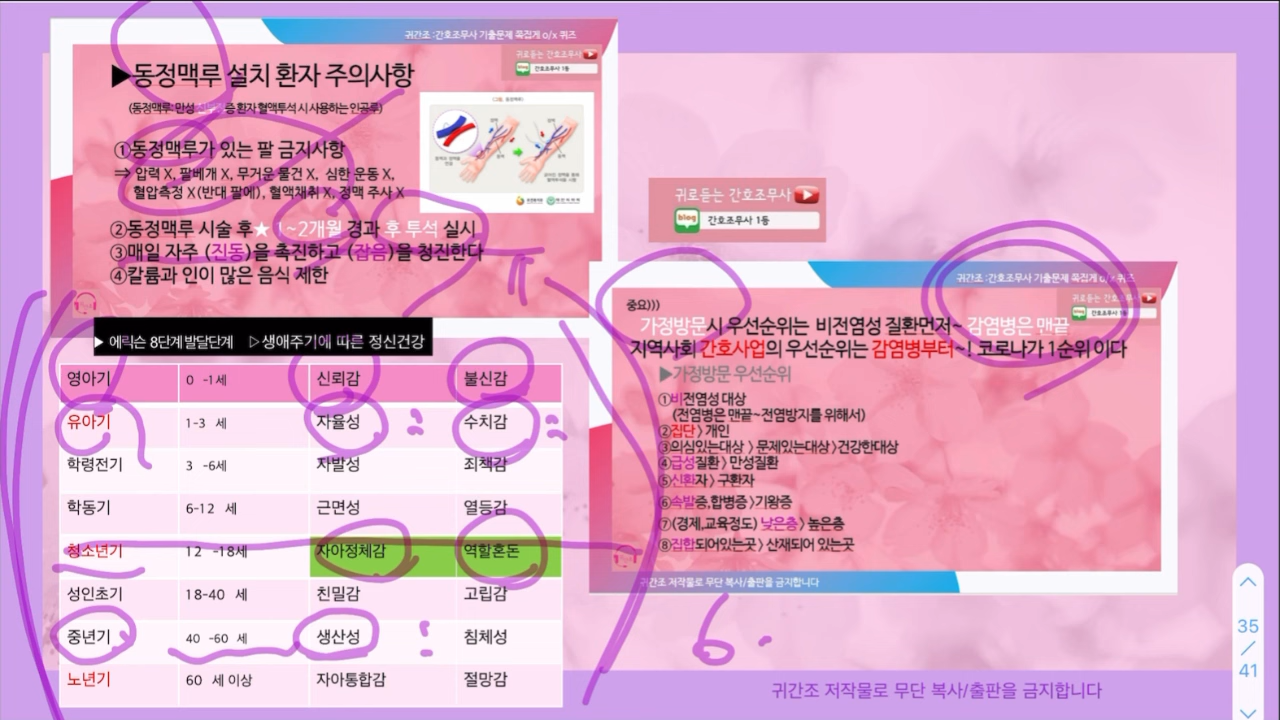 귀간조 :간호조무사 기출문제 쪽집게 o/x 퀴즈
귀로듣는 간호조무사
blog 간호조무사 1등
▶동정맥루 설치 환자 주의사항
(동정맥루: 만성 증 환자 혈액투석 시 사용하는 인공루)
①동정맥루가 있는 팔 금지사항
⇒ 압력 X, 팔베개 X, 무거운 물건 X, 심한 운동 X,
혈압측정 X(반대 팔에), 혈액채취 X, 정맥 주사 X
②동정맥루 시술 후★ 1~2개월 경과 후 투석 실시
③매일 자주 (진동)을 촉진하고 (잡음)을 청진한다
④칼륨과 인이 많은 음식 제한
▶ 에릭슨 8단계 발달단계 ▷생애주기에 따른 정신건강
영아기 0 -1세 신뢰감 불신감
유아기 1-3 세 자율성 수치감
학령전기 3 -6세 자발성 죄책감
학동기 6-12 세 근면성 열등감
청소년기 12 -18세 자아정체감 역할혼돈
성인초기 18-40 세 친밀감 고립감
중년기 40 -60 세 생산성 침체성
노년기 60 세 이상 자아통합감 절망감
귀로듣는 간호조무사
blog 간호조무사 1등
귀간조 :간호조무사 기출문제 쪽집게 o/x 퀴즈
귀로듣는 간호조무사
blog 간호조무사 1등
중요)))
가정방문시 우선순위는 비전염성 질환먼저~ 감염병은 맨끝
지역사회 간호사업의 우선순위는 감염병부터~! 코로나가 1순위 이다
▶가정방문 우선순위
①비전염성 대상
(전염병은 맨끝~전염방지를 위해서)
②집단 > 개인
③의심있는대상 > 문제있는대상 >건강한대상
④급성질환 > 만성질환
⑤신환자 > 구환자
⑥속발증,합병증 >기왕증
⑦(경제,교육정도) 낮은층 > 높은층
⑧집합되어있는곳 > 산재되어 있는곳
귀간조 저작물로 무단 복사/출판을 금지합니다
6.
35
/
41
귀간조 저작물로 무단 복사/출판을 금지합니다